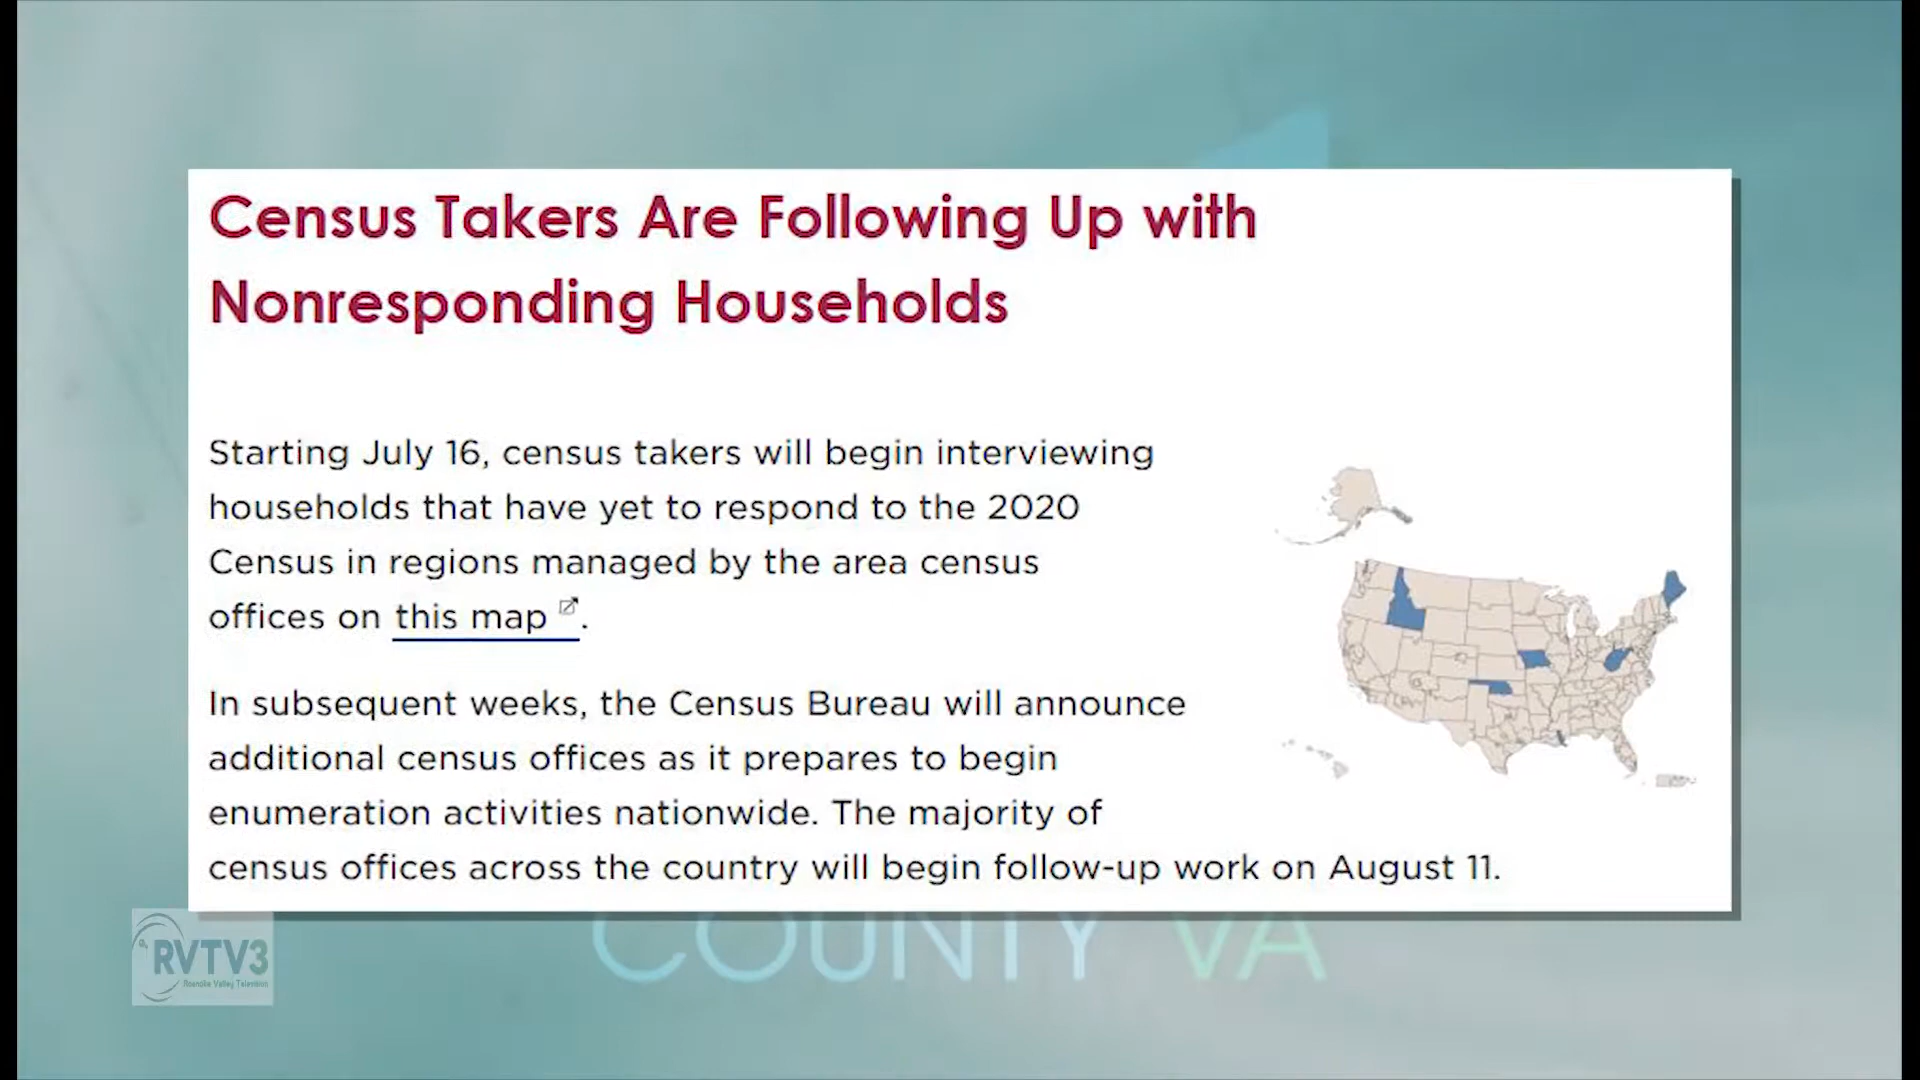 Census Takers Are Following Up with
Nonresponding Households
Starting July 16, census takers will begin interviewing
households that have yet to respond to the 2020
Census in regions managed by the area census
offices on this map.
In subsequent weeks, the Census Bureau will announce
additional census offices as it prepares to begin
enumeration activities nationwide. The majority of
census offices across the country will begin follow-up work on August 11.
COUNTY VA
RVTV3
Roanoke Valley Television